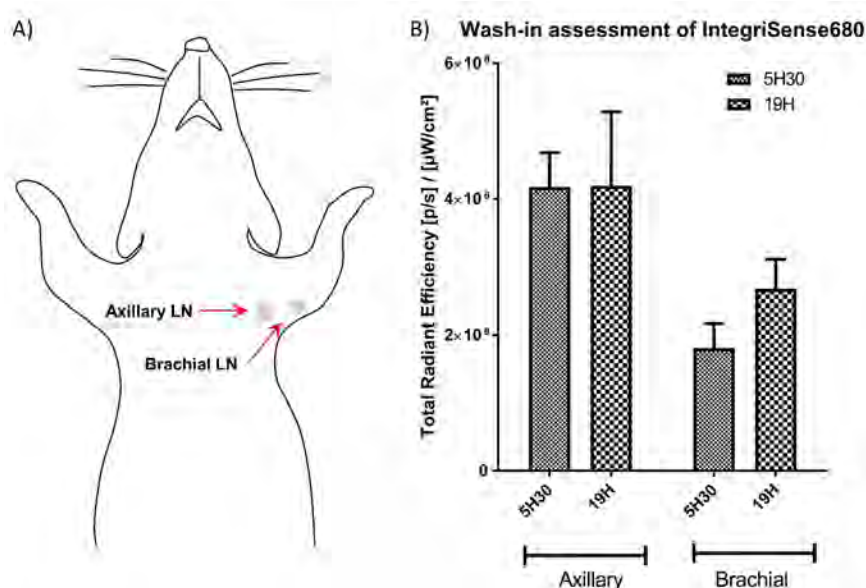 A)
Axillary LN
Brachial LN
B) Wash-in assessment of IntegriSense680
Total Radiant Efficiency [p/s] / [µW/cm²]
6×10⁸
4×10⁸
2×10⁸
0
5H30
19H
5H30
19H
5H30
19H
Axillary
Brachial